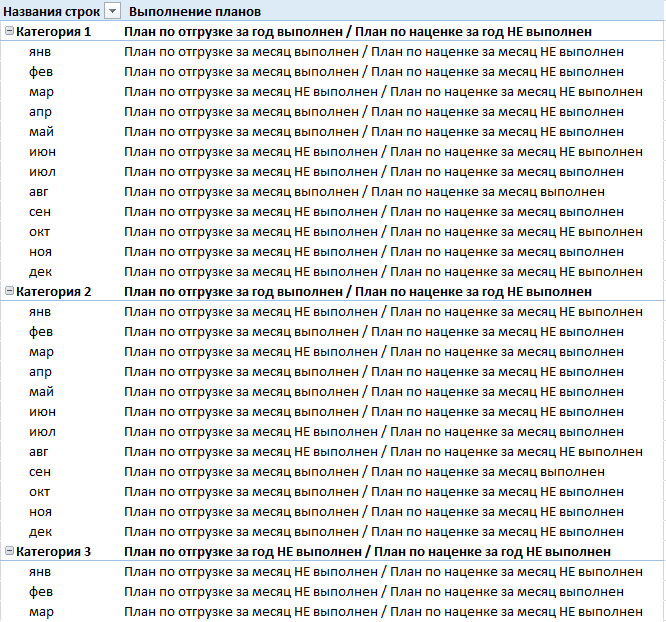 Названия строк Выполнение планов
Категория 1 План по отгрузке за год выполнен / План по наценке за год НЕ выполнен
янв План по отгрузке за месяц выполнен / План по наценке за месяц НЕ выполнен
фев План по отгрузке за месяц выполнен / План по наценке за месяц НЕ выполнен
мар План по отгрузке за месяц НЕ выполнен / План по наценке за месяц НЕ выполнен
апр План по отгрузке за месяц выполнен / План по наценке за месяц НЕ выполнен
май План по отгрузке за месяц выполнен / План по наценке за месяц НЕ выполнен
июн План по отгрузке за месяц НЕ выполнен / План по наценке за месяц НЕ выполнен
июл План по отгрузке за месяц НЕ выполнен / План по наценке за месяц выполнен
авг План по отгрузке за месяц выполнен / План по наценке за месяц выполнен
сен План по отгрузке за месяц НЕ выполнен / План по наценке за месяц выполнен
окт План по отгрузке за месяц НЕ выполнен / План по наценке за месяц НЕ выполнен
ноя План по отгрузке за месяц НЕ выполнен / План по наценке за месяц выполнен
дек План по отгрузке за месяц НЕ выполнен / План по наценке за месяц НЕ выполнен
Категория 2 План по отгрузке за год выполнен / План по наценке за год НЕ выполнен
янв План по отгрузке за месяц НЕ выполнен / План по наценке за месяц НЕ выполнен
фев План по отгрузке за месяц выполнен / План по наценке за месяц НЕ выполнен
мар План по отгрузке за месяц НЕ выполнен / План по наценке за месяц выполнен
апр План по отгрузке за месяц выполнен / План по наценке за месяц НЕ выполнен
май План по отгрузке за месяц выполнен / План по наценке за месяц НЕ выполнен
июн План по отгрузке за месяц выполнен / План по наценке за месяц НЕ выполнен
июл План по отгрузке за месяц НЕ выполнен / План по наценке за месяц выполнен
авг План по отгрузке за месяц НЕ выполнен / План по наценке за месяц НЕ выполнен
сен План по отгрузке за месяц выполнен / План по наценке за месяц выполнен
окт План по отгрузке за месяц выполнен / План по наценке за месяц НЕ выполнен
ноя План по отгрузке за месяц выполнен / План по наценке за месяц НЕ выполнен
дек План по отгрузке за месяц выполнен / План по наценке за месяц НЕ выполнен
Категория 3 План по отгрузке за год НЕ выполнен / План по наценке за год НЕ выполнен
янв План по отгрузке за месяц НЕ выполнен / План по наценке за месяц НЕ выполнен
фев План по отгрузке за месяц выполнен / План по наценке за месяц НЕ выполнен
мар План по отгрузке за месяц НЕ выполнен / План по наценке за месяц НЕ выполнен